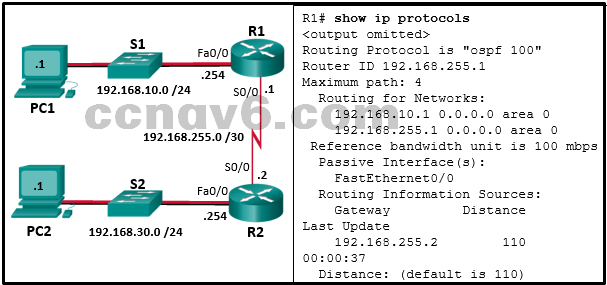 S1
R1
Fa0/0
.1
.254
PC1
192.168.10.0 /24
S0/0
.1
ccnav6.com
192.168.255.0 /30
S0/0
.2
S2
Fa0/0
.1
.254
PC2
192.168.30.0 /24
R2
R1# show ip protocols
<output omitted>
Routing Protocol is "ospf 100"
Router ID 192.168.255.1
Maximum path: 4
Routing for Networks:
192.168.10.1 0.0.0.0 area 0
192.168.255.1 0.0.0.0 area 0
Reference bandwidth unit is 100 mbps
Passive Interface(s):
FastEthernet0/0
Routing Information Sources:
Gateway Distance
Last Update
192.168.255.2 110
00:00:37
Distance: (default is 110)